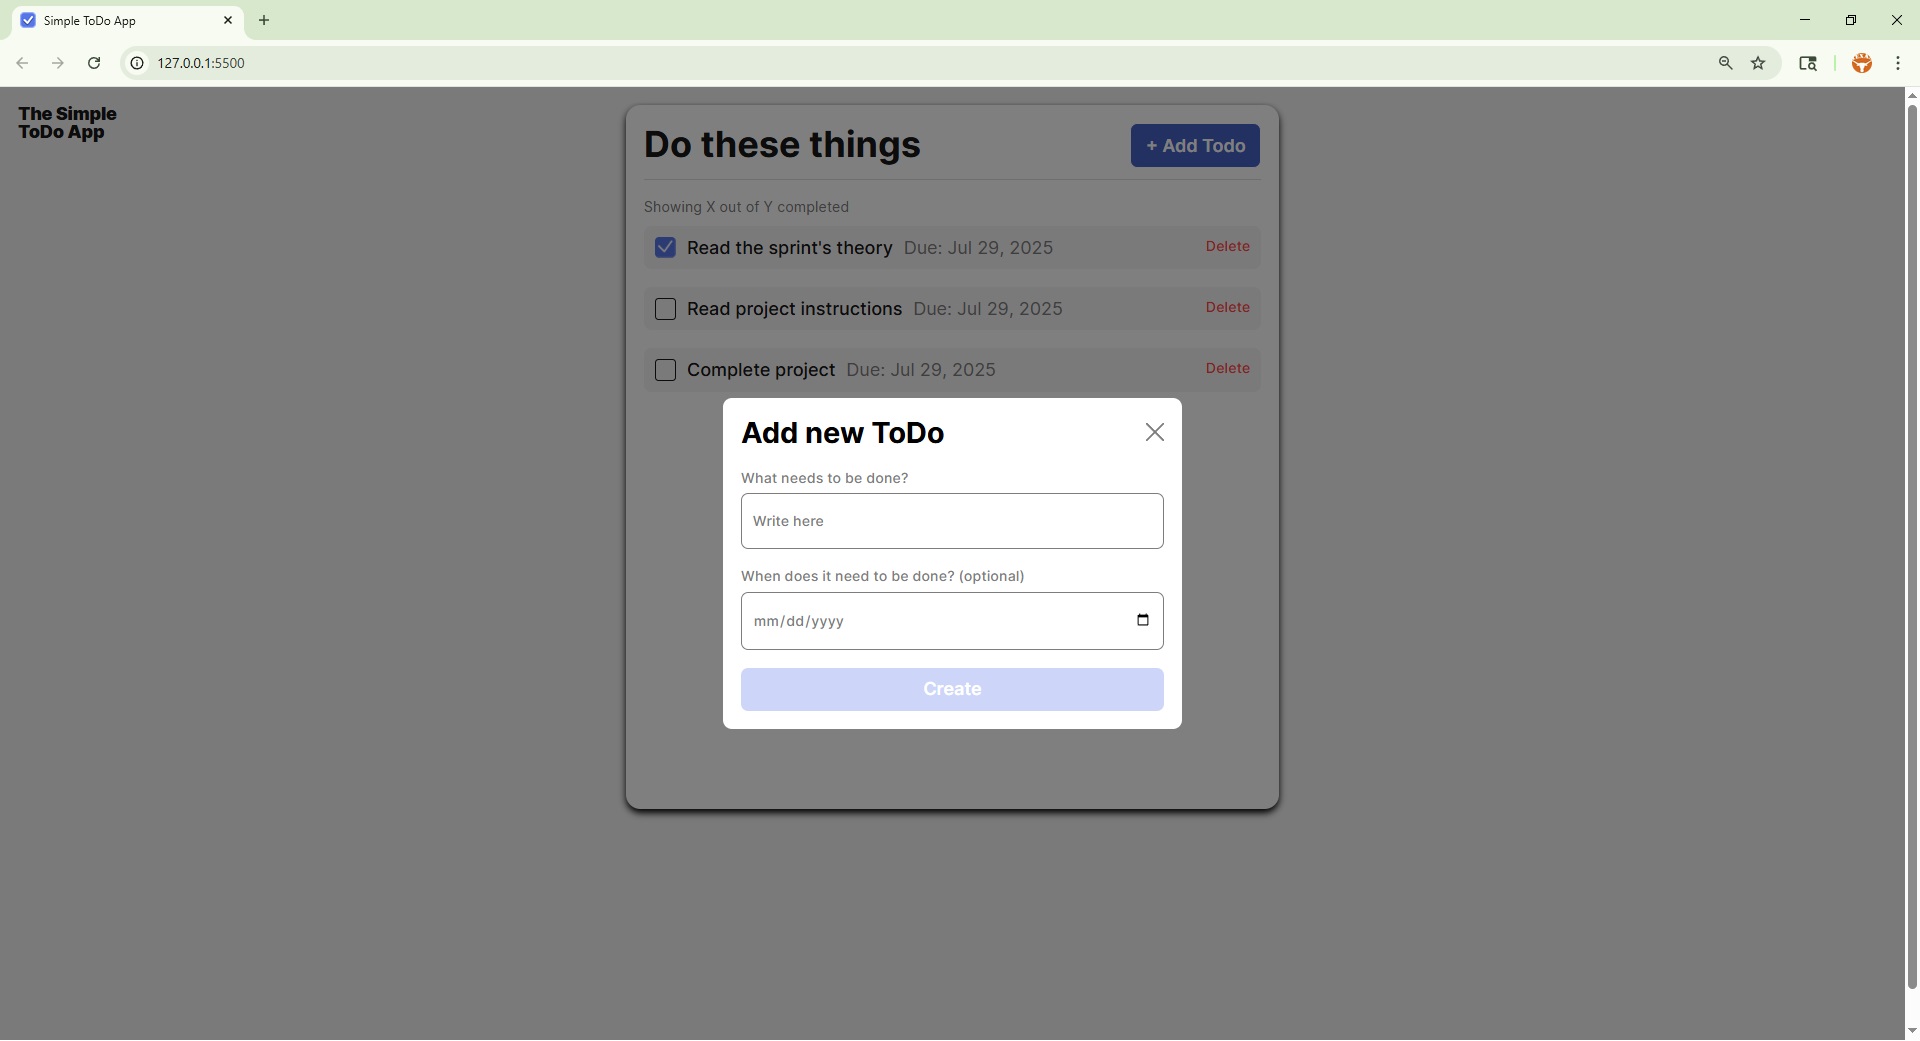 Simple ToDo App
127.0.0.1:5500
The Simple
ToDo App
Do these things
+ Add Todo
Showing X out of Y completed
Read the sprint's theory Due: Jul 29, 2025 Delete
Read project instructions Due: Jul 29, 2025 Delete
Complete project Due: Jul 29, 2025 Delete
Add new ToDo
What needs to be done?
Write here
When does it need to be done? (optional)
mm/dd/yyyy
Create